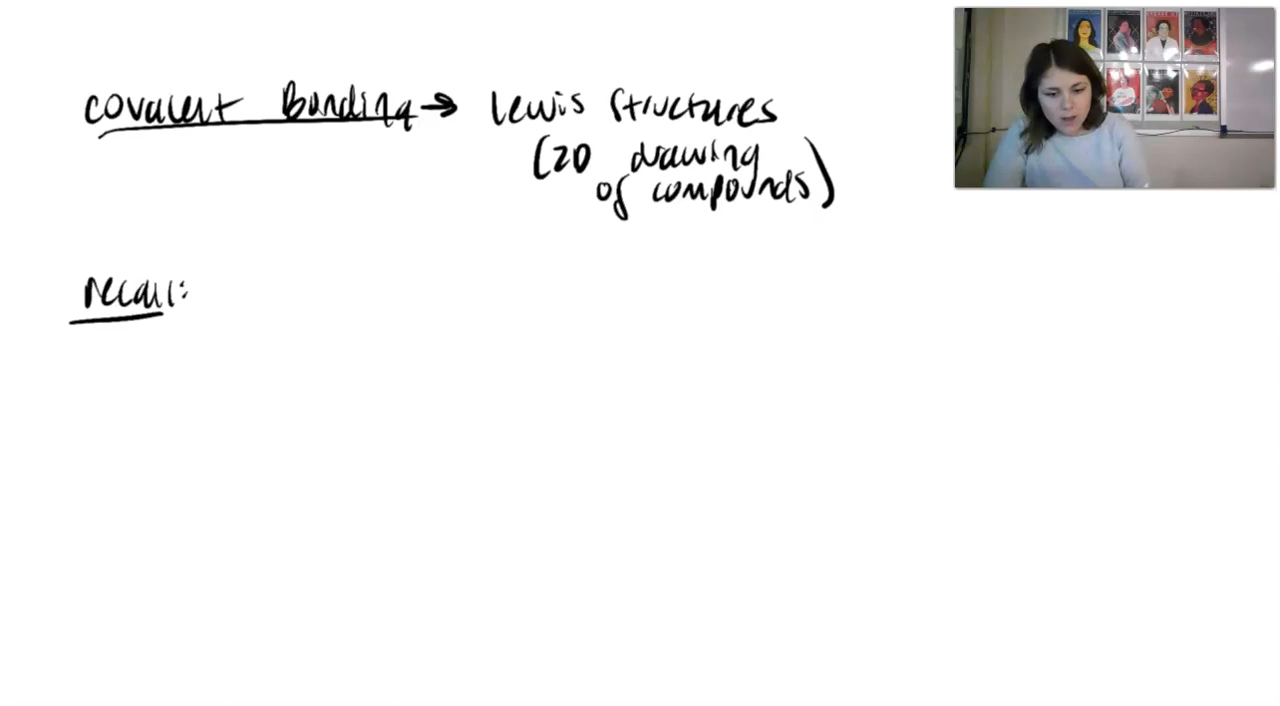 covalent Bonding → Lewis Structures
(2D drawing
of compounds)
recall: